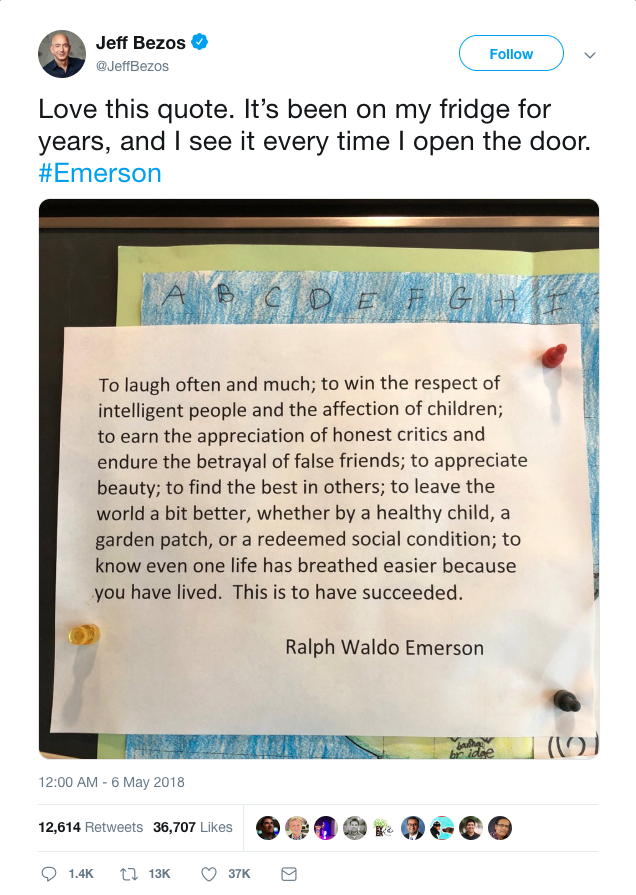 Jeff Bezos
@JeffBezos
Follow
Love this quote. It’s been on my fridge for
years, and I see it every time I open the door.
#Emerson
A B C D E F G H I
To laugh often and much; to win the respect of
intelligent people and the affection of children;
to earn the appreciation of honest critics and
endure the betrayal of false friends; to appreciate
beauty; to find the best in others; to leave the
world a bit better, whether by a healthy child, a
garden patch, or a redeemed social condition; to
know even one life has breathed easier because
you have lived.  This is to have succeeded.
Ralph Waldo Emerson
bridge
12:00 AM - 6 May 2018
12,614 Retweets 36,707 Likes
1.4K 13K 37K